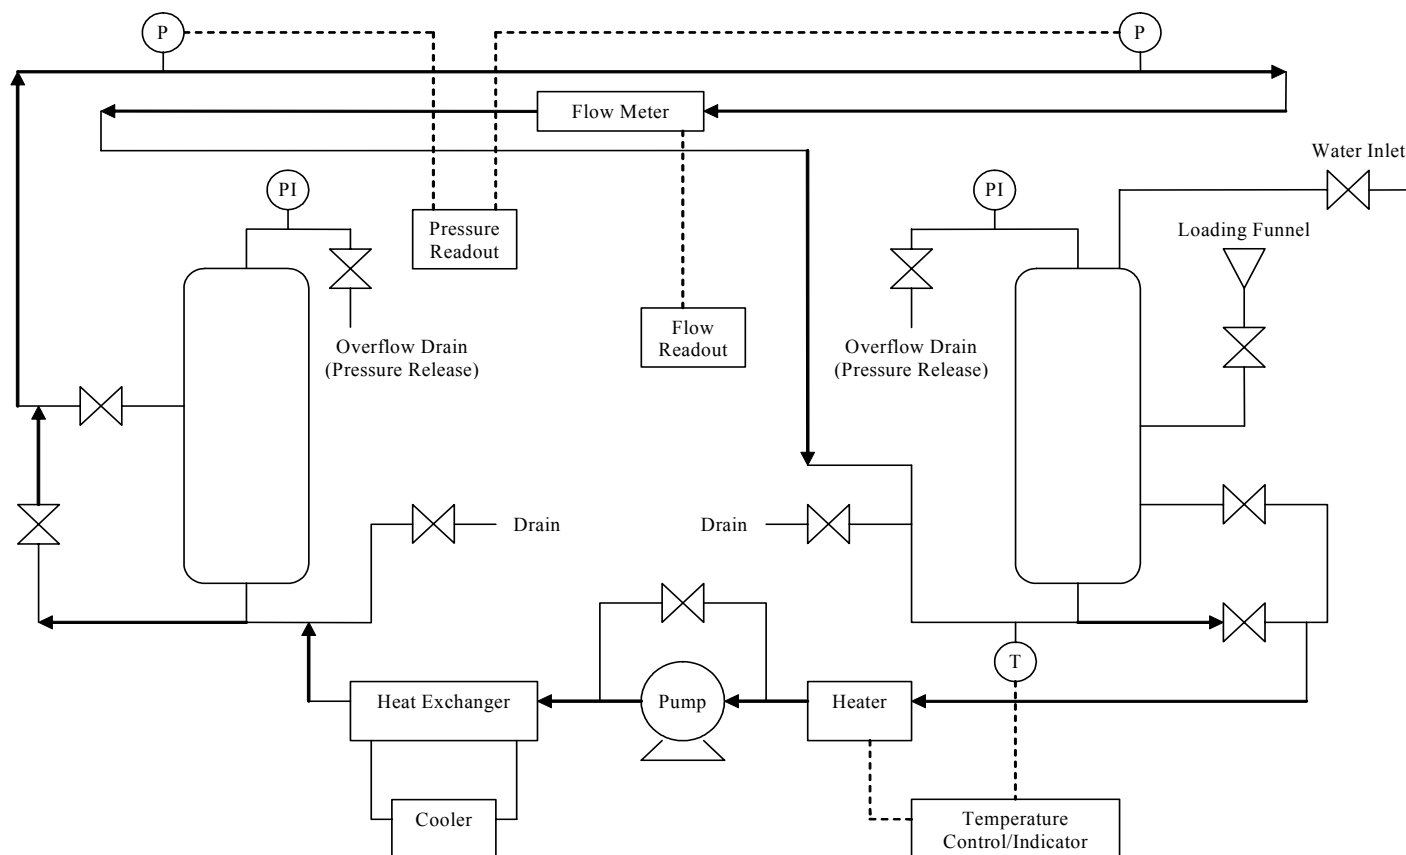 P
P
Flow Meter
Water Inlet
PI
PI
Pressure
Readout
Loading Funnel
Flow
Readout
Overflow Drain
(Pressure Release)
Overflow Drain
(Pressure Release)
Drain
Drain
T
Heat Exchanger
Pump
Heater
Cooler
Temperature
Control/Indicator